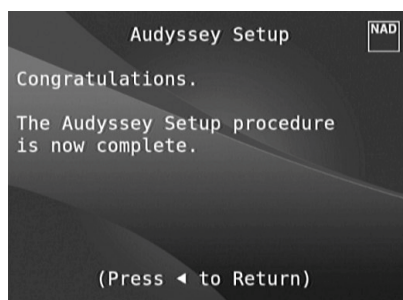 Audyssey Setup
NAD
Congratulations.
The Audyssey Setup procedure
is now complete.
(Press ◄ to Return)